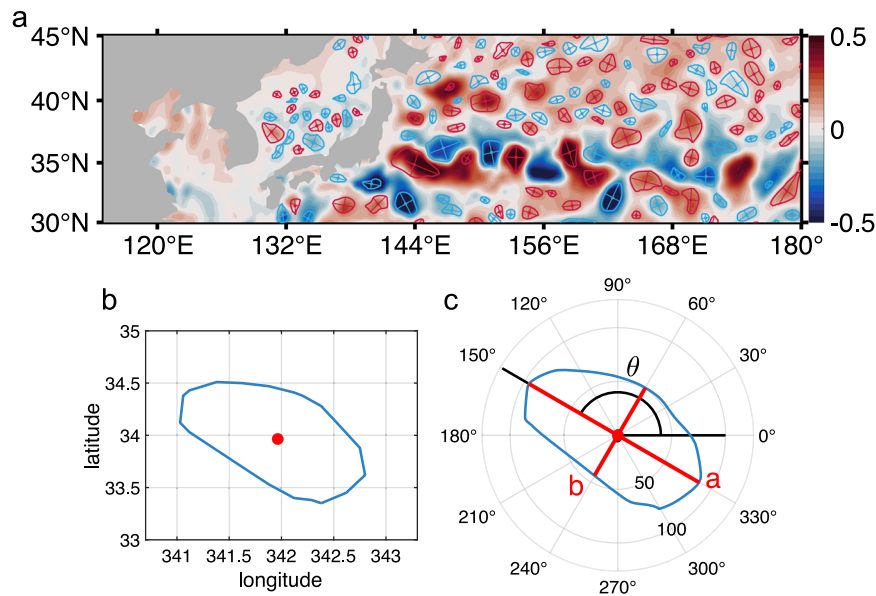 a
45°N
40°N
35°N
30°N
120°E 132°E 144°E 156°E 168°E 180°
0.5
0
-0.5
b
35
34.5
34
33.5
33
latitude
341 341.5 342 342.5 343
longitude
c
90°
120° 60°
150° 30°
θ
180° 0°
50
b a
100
210° 330°
240° 300°
270°